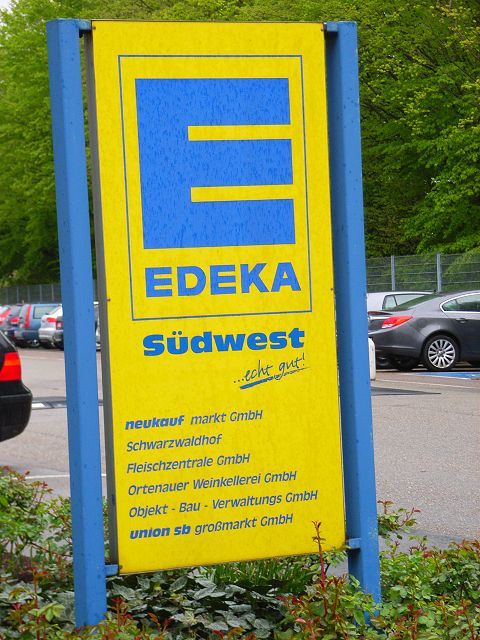 E
EDEKA
Südwest
...echt gut!
neukauf markt GmbH
Schwarzwaldhof
Fleischzentrale GmbH
Ortenauer Weinkellerei GmbH
Objekt - Bau - Verwaltungs GmbH
union sb großmarkt GmbH